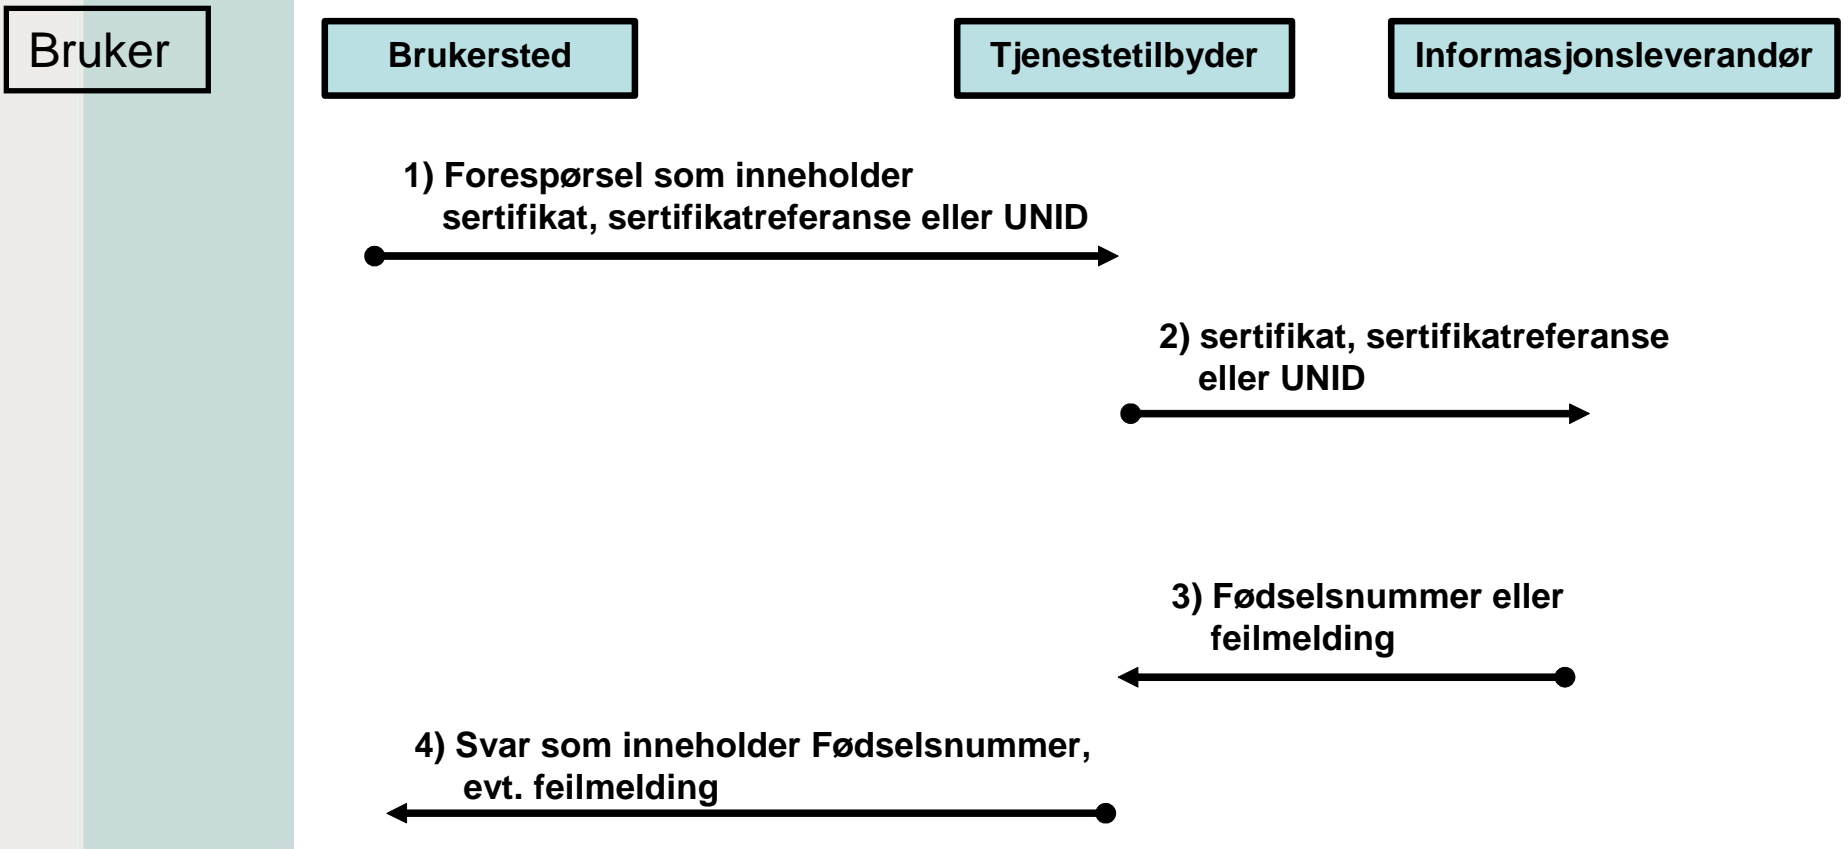 Bruker
Brukersted
Tjenestetilbyder
Informasjonsleverandør
1) Forespørsel som inneholder
sertifikat, sertifikatreferanse eller UNID
2) sertifikat, sertifikatreferanse
eller UNID
3) Fødselsnummer eller
feilmelding
4) Svar som inneholder Fødselsnummer,
evt. feilmelding